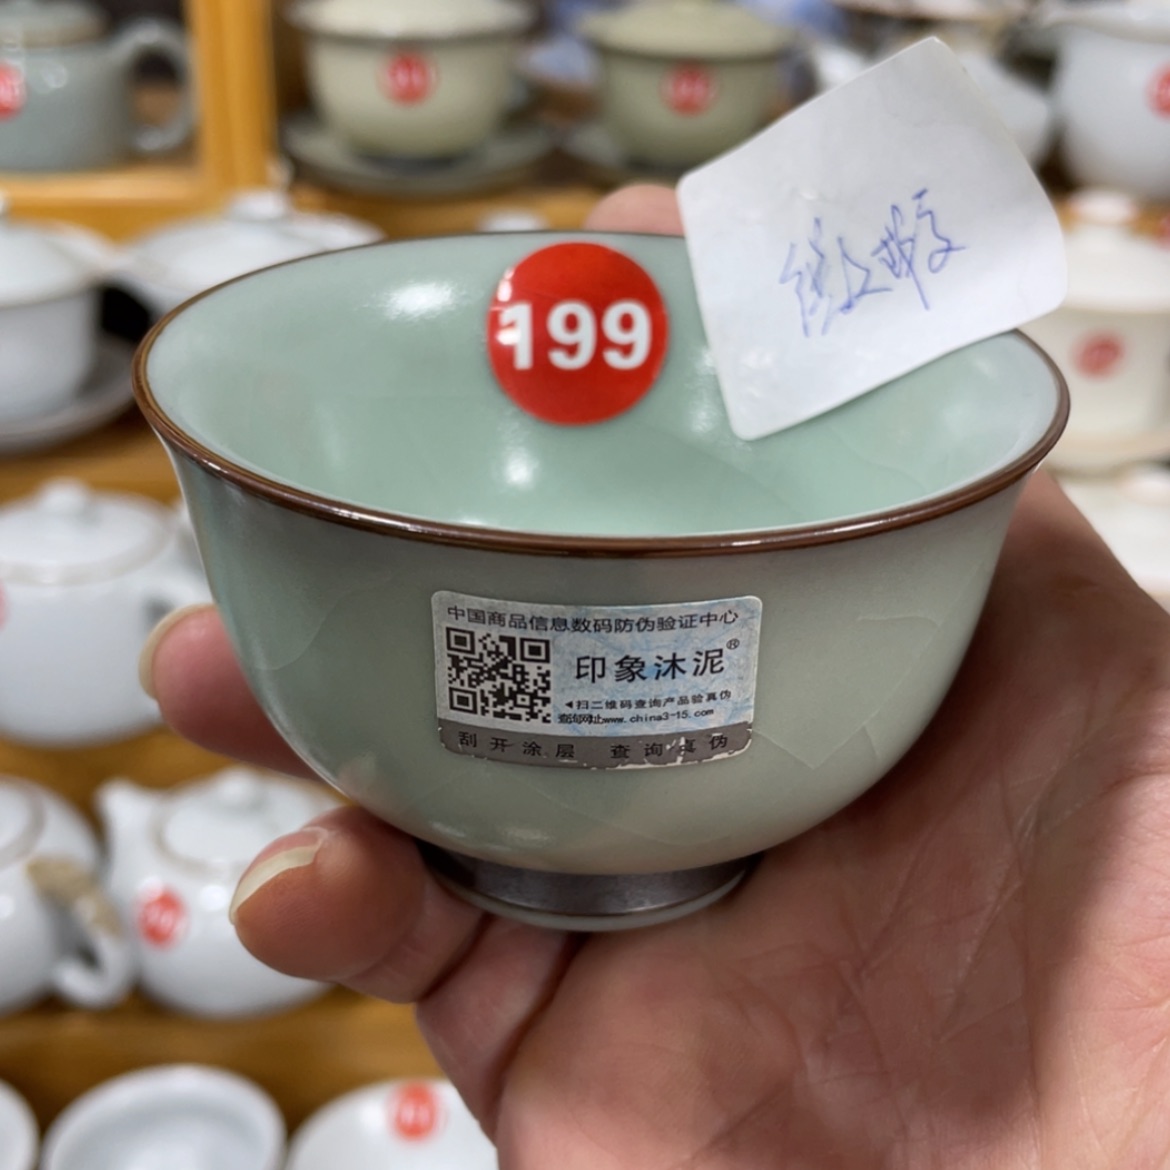 199
中国商品信息数码防伪验证中心
印象沐泥®
◀扫二维码查询产品验真伪
查询网址www.china3-15.com
刮开涂层 查询真伪